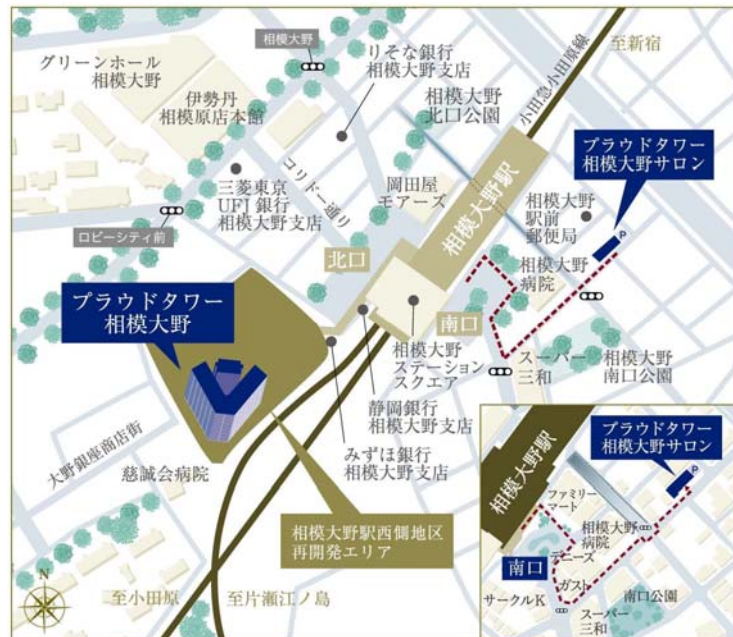 相模大野
りそな銀行
相模大野支店
グリーンホール
相模大野
伊勢丹
相模原店本館
小田急小田原線
至新宿
相模大野
北口公園
プラウドタワー
相模大野サロン
P
コリドー通り
岡田屋
モアーズ
相模大野駅
相模大野
駅前
郵便局
三菱東京
UFJ 銀行
相模大野支店
ロビーシティ前
北口
相模大野
病院
プラウドタワー
相模大野
南口
相模大野
ステーション
スクエア
スーパー
三和
相模大野
南口公園
静岡銀行
相模大野支店
みずほ銀行
相模大野支店
大野銀座商店街
慈誠会病院
相模大野駅西側地区
再開発エリア
N
至小田原
至片瀬江ノ島
相模大野駅
プラウドタワー
相模大野サロン
P
ファミリー
マート
相模大野
病院
デニーズ
南口
ガスト
サークルK
スーパー
三和
南口公園